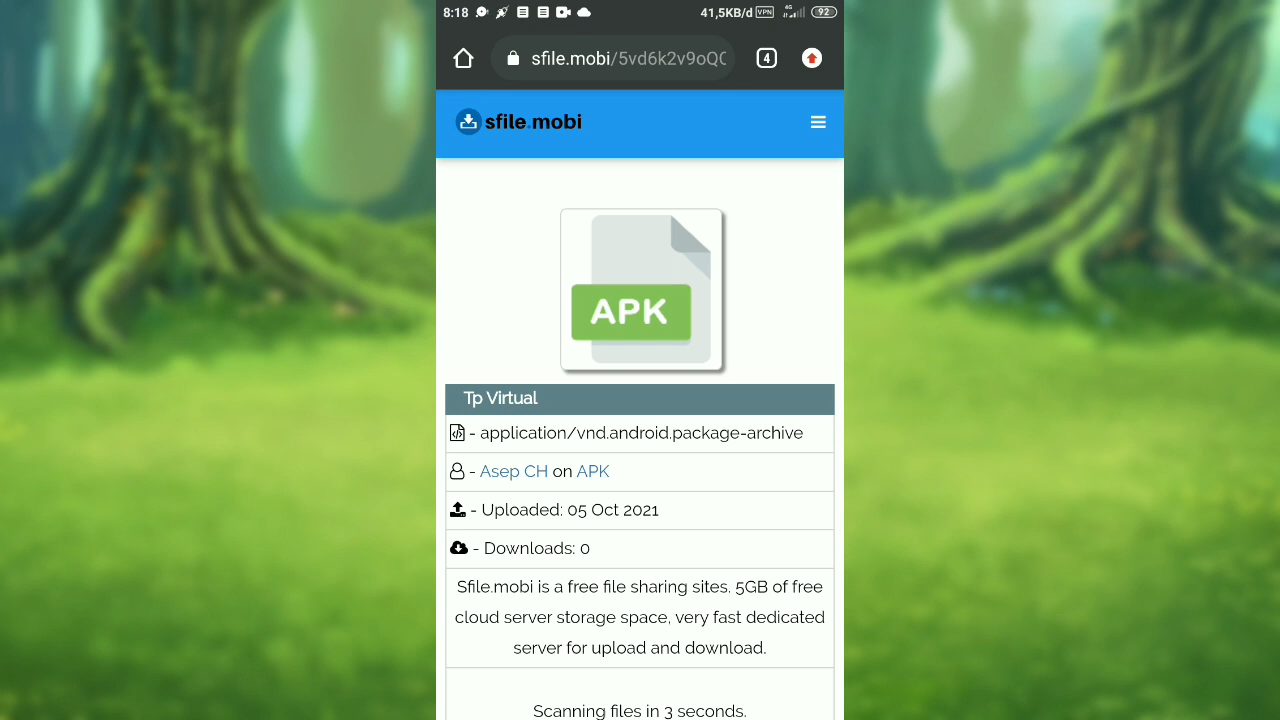 8:18 41,5KB/d VPN 4G 92
sfile.mobi/5vd6k2v9oQC 4
sfile.mobi
APK
Tp Virtual
- application/vnd.android.package-archive
- Asep CH on APK
- Uploaded: 05 Oct 2021
- Downloads: 0
Sfile.mobi is a free file sharing sites. 5GB of free
cloud server storage space, very fast dedicated
server for upload and download.
Scanning files in 3 seconds.